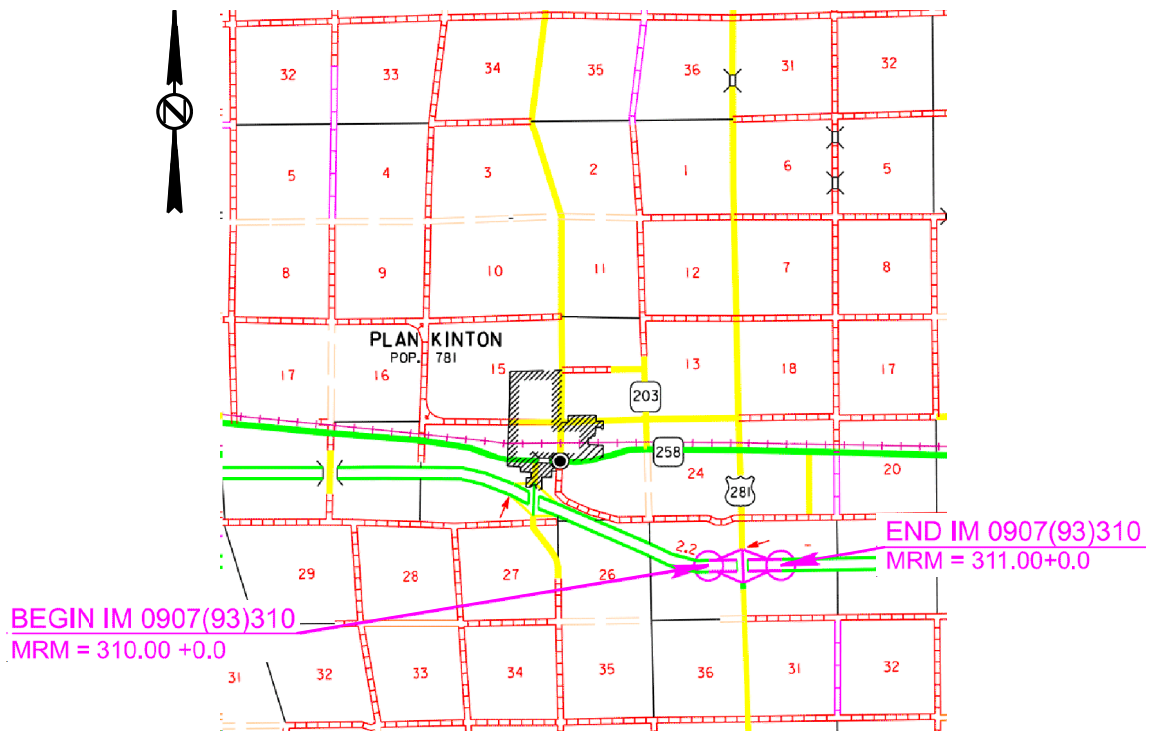 32 33 34 35 36 31 32
N
5 4 3 2 1 6 5
8 9 10 11 12 7 8
PLANKINTON
POP. 781
17 16 15 13 18 17
203
258
24 20
281
END IM 0907(93)310
MRM = 311.00+0.0
2.2
29 28 27 26
BEGIN IM 0907(93)310
MRM = 310.00 +0.0
31 32 33 34 35 36 31 32